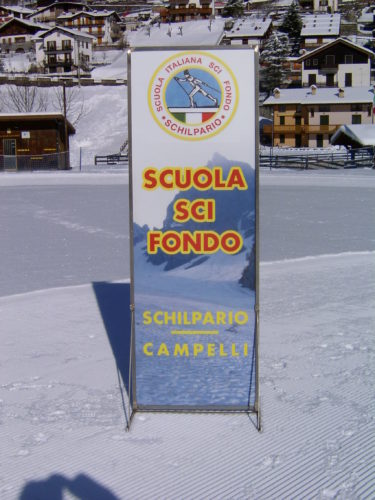 SCUOLA ITALIANA SCI FONDO
• SCHILPARIO •
SCUOLA
SCI
FONDO
SCHILPARIO
CAMPELLI